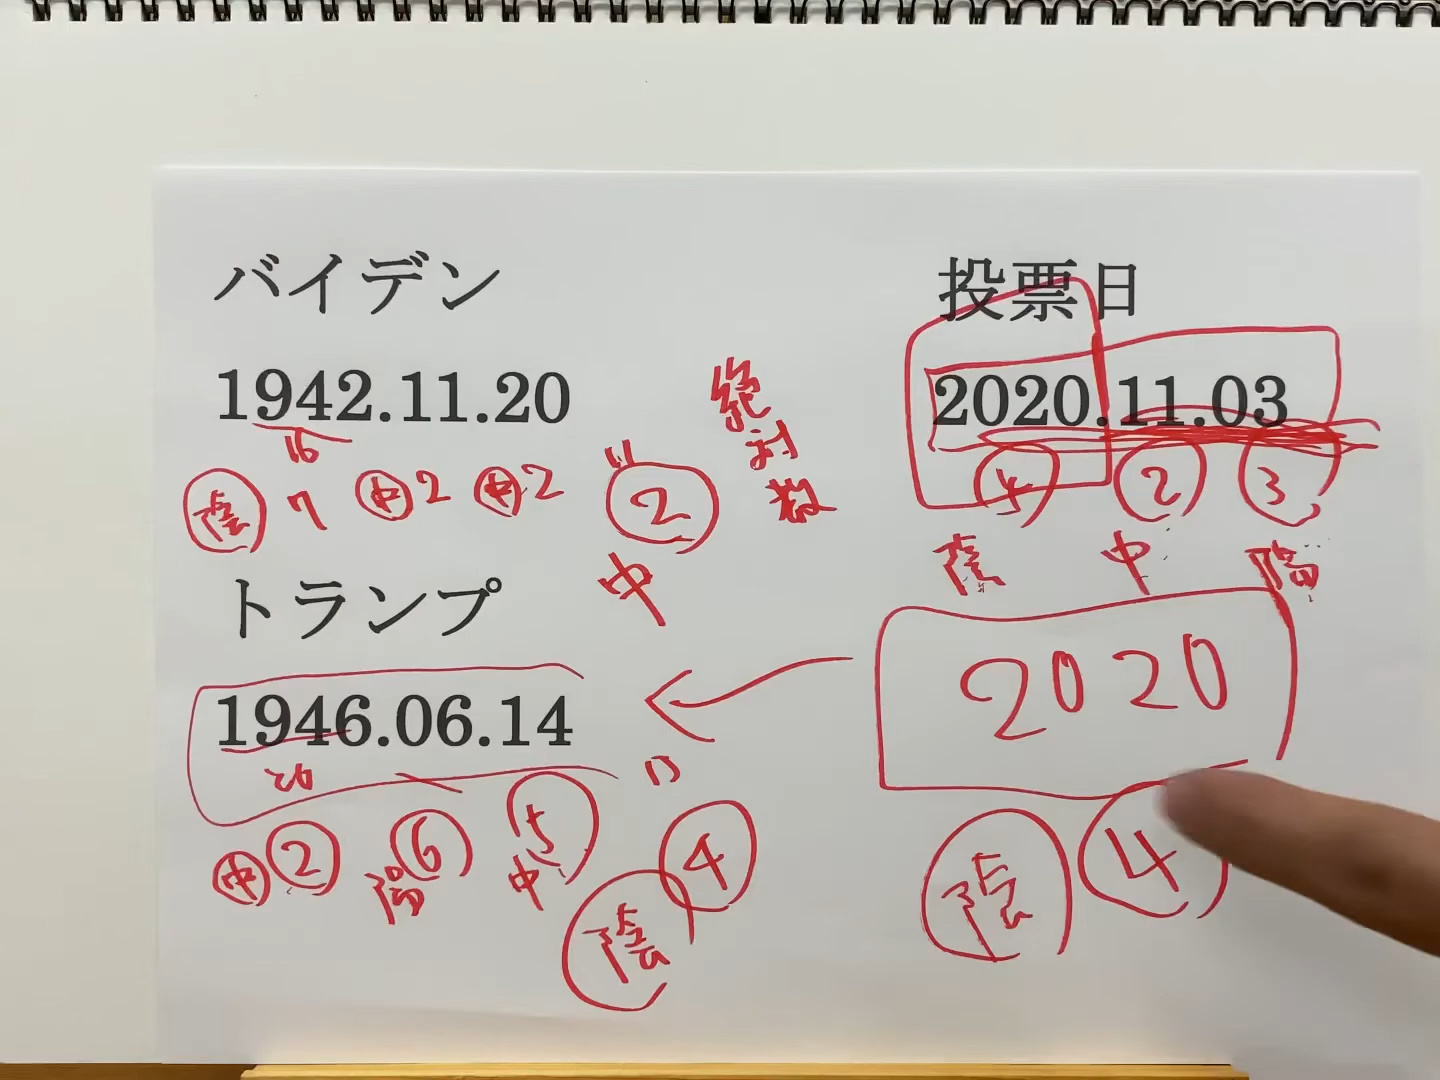 バイデン
1942.11.20
16
陰 7 中 2 中 2
11
2
中
絶対数
トランプ
1946.06.14
20
中 2 陽 6 中 5
13
4
陰
投票日
2020.11.03
4 2 3
陰 中 陽
2020
陰 4